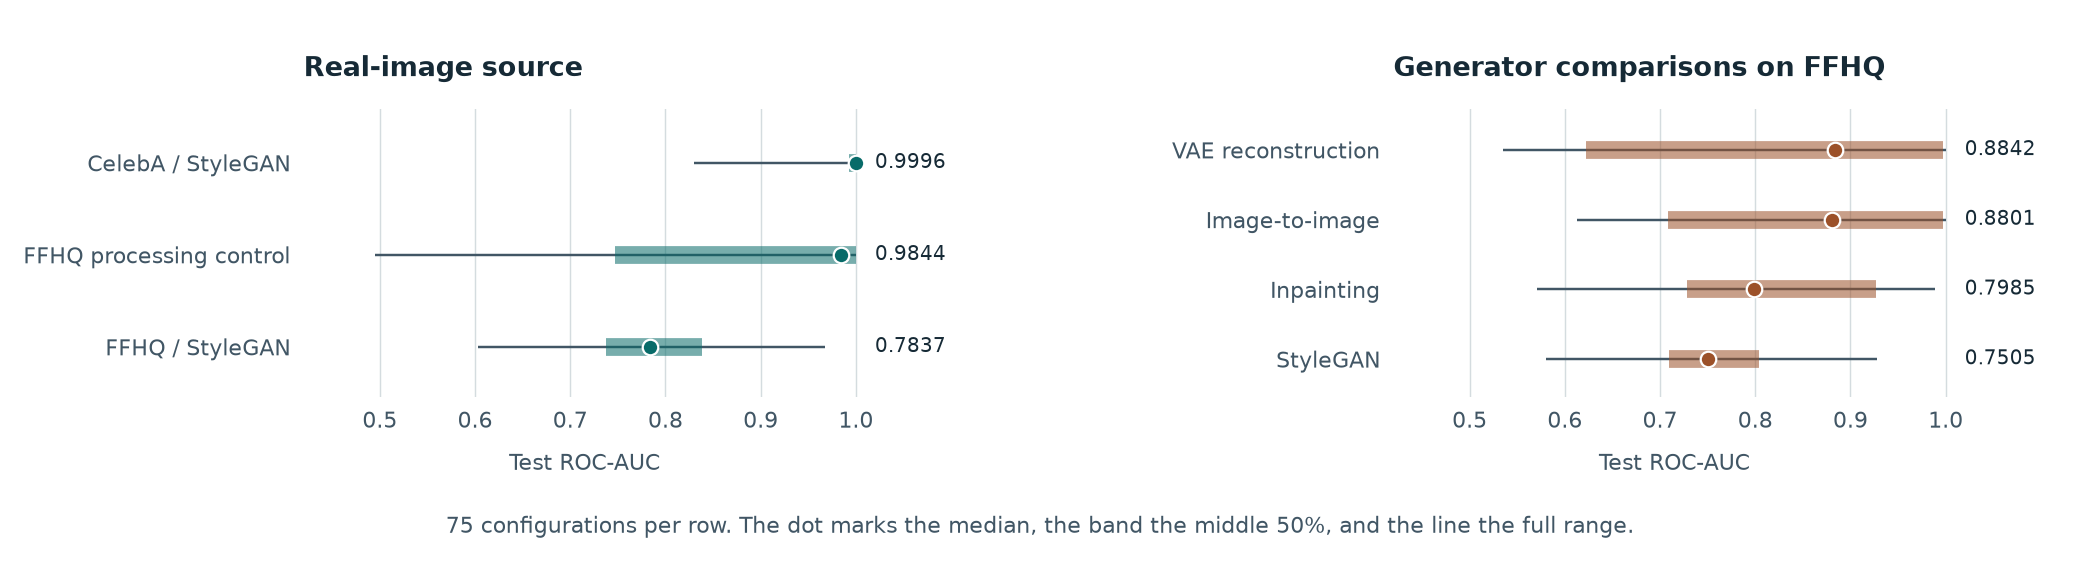 Real-image source
CelebA / StyleGAN
0.9996
FFHQ processing control
0.9844
FFHQ / StyleGAN
0.7837
0.5 0.6 0.7 0.8 0.9 1.0
Test ROC-AUC
Generator comparisons on FFHQ
VAE reconstruction
0.8842
Image-to-image
0.8801
Inpainting
0.7985
StyleGAN
0.7505
0.5 0.6 0.7 0.8 0.9 1.0
Test ROC-AUC
75 configurations per row. The dot marks the median, the band the middle 50%, and the line the full range.